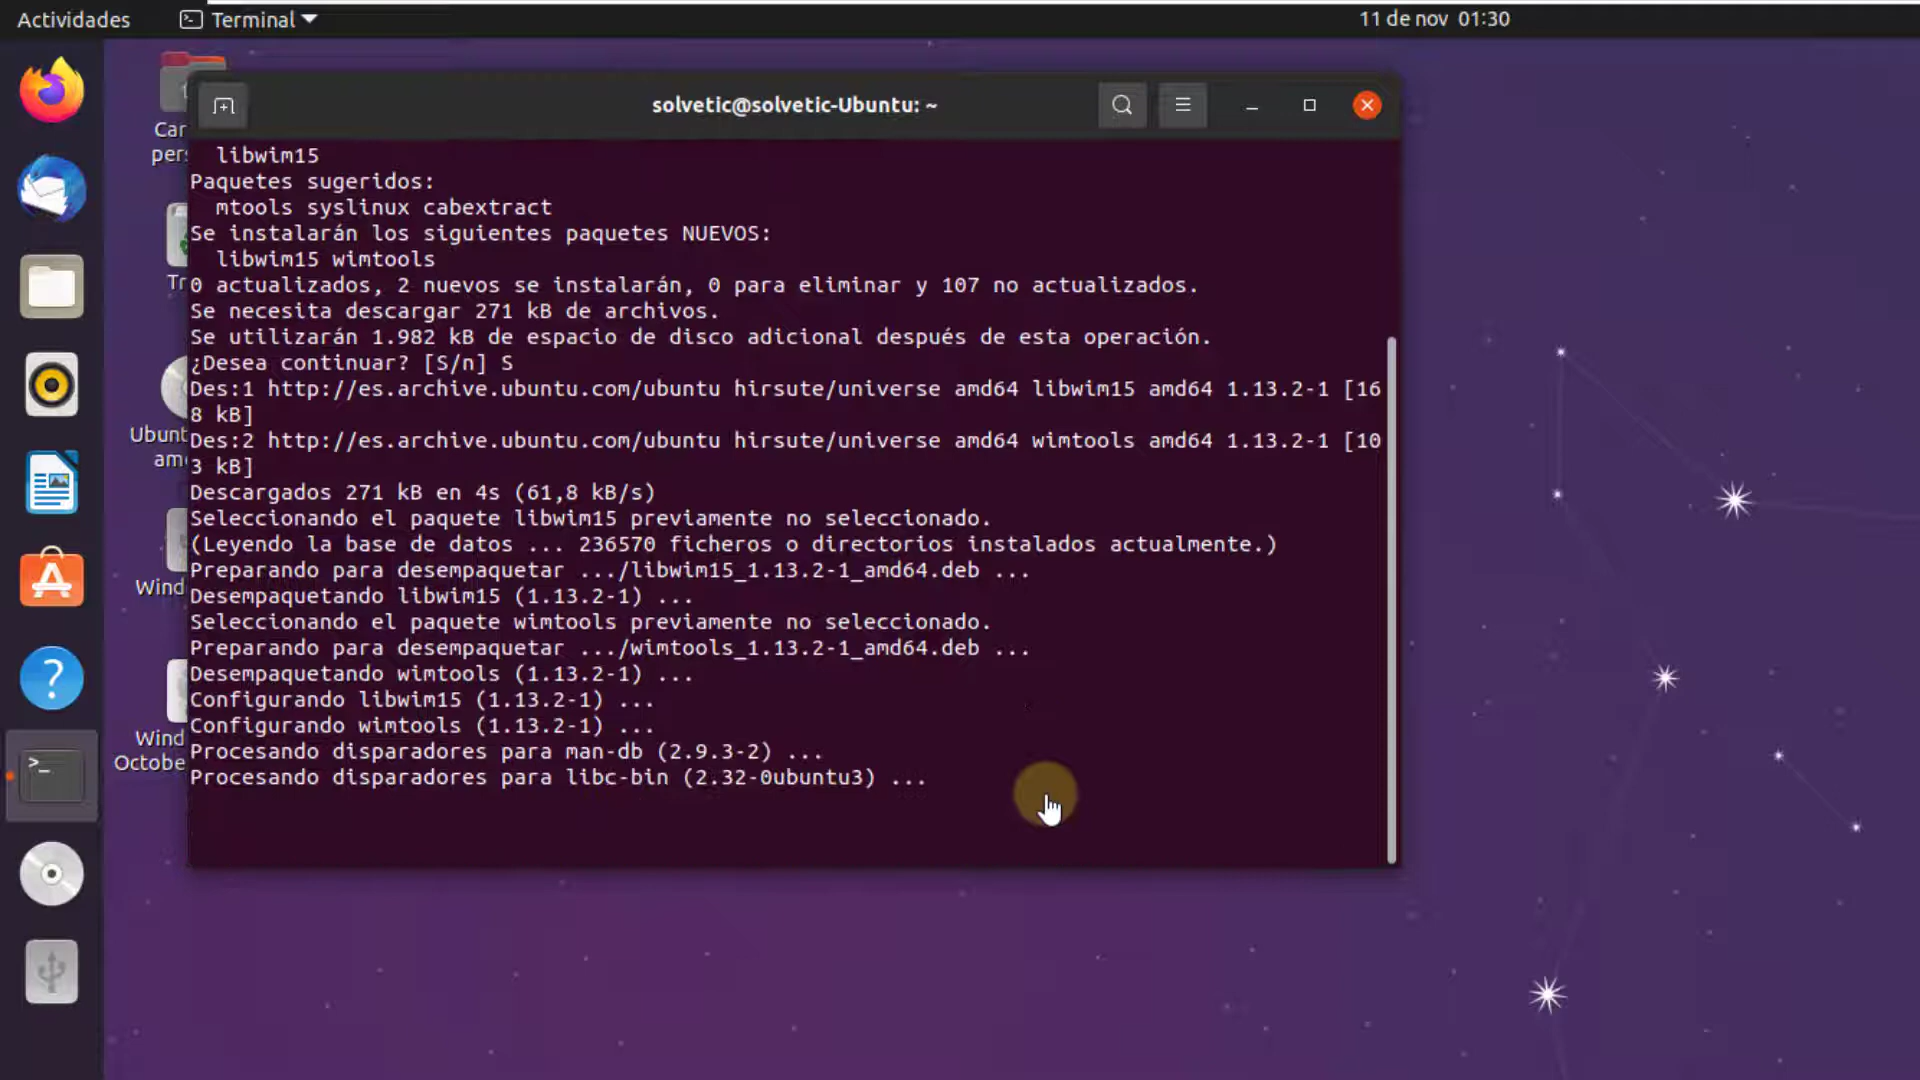 Actividades
Terminal
11 de nov 01:30
solvetic@solvetic-Ubuntu: ~
Car
pers
Tr
Ubunt
am
Wind
Wind
Octobe
libwim15
Paquetes sugeridos:
mtools syslinux cabextract
Se instalarán los siguientes paquetes NUEVOS:
libwim15 wimtools
0 actualizados, 2 nuevos se instalarán, 0 para eliminar y 107 no actualizados.
Se necesita descargar 271 kB de archivos.
Se utilizarán 1.982 kB de espacio de disco adicional después de esta operación.
¿Desea continuar? [S/n] S
Des:1 http://es.archive.ubuntu.com/ubuntu hirsute/universe amd64 libwim15 amd64 1.13.2-1 [16
8 kB]
Des:2 http://es.archive.ubuntu.com/ubuntu hirsute/universe amd64 wimtools amd64 1.13.2-1 [10
3 kB]
Descargados 271 kB en 4s (61,8 kB/s)
Seleccionando el paquete libwim15 previamente no seleccionado.
(Leyendo la base de datos ... 236570 ficheros o directorios instalados actualmente.)
Preparando para desempaquetar .../libwim15_1.13.2-1_amd64.deb ...
Desempaquetando libwim15 (1.13.2-1) ...
Seleccionando el paquete wimtools previamente no seleccionado.
Preparando para desempaquetar .../wimtools_1.13.2-1_amd64.deb ...
Desempaquetando wimtools (1.13.2-1) ...
Configurando libwim15 (1.13.2-1) ...
Configurando wimtools (1.13.2-1) ...
Procesando disparadores para man-db (2.9.3-2) ...
Procesando disparadores para libc-bin (2.32-0ubuntu3) ...